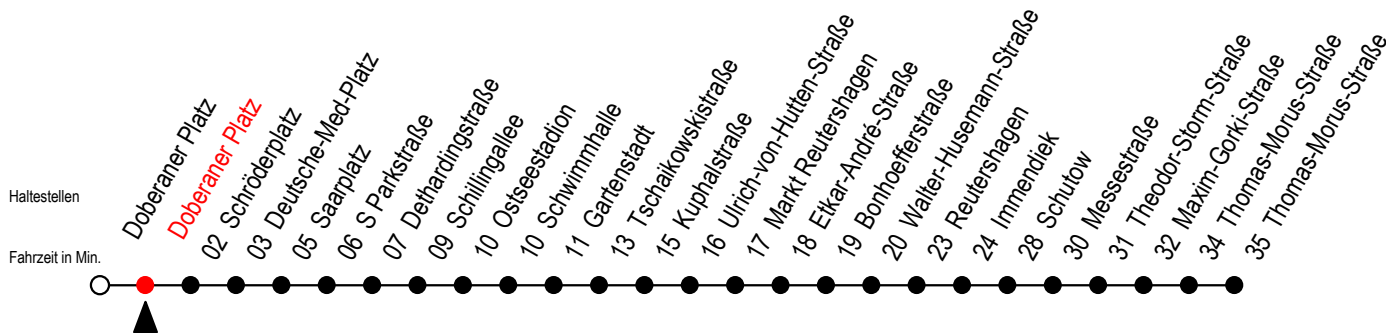 Haltestellen
Fahrzeit in Min.
Doberaner Platz
Doberaner Platz
02 Schröderplatz
03 Deutsche-Med-Platz
05 Saarplatz
06 S Parkstraße
07 Dethardingstraße
09 Schillingallee
10 Ostseestadion
10 Schwimmhalle
11 Gartenstadt
13 Tschaikowskistraße
15 Kuphalstraße
16 Ulrich-von-Hutten-Straße
17 Markt Reutershagen
18 Etkar-André-Straße
19 Bonhoefferstraße
20 Walter-Husemann-Straße
23 Reutershagen
24 Immendiek
28 Schutow
30 Messestraße
31 Theodor-Storm-Straße
32 Maxim-Gorki-Straße
34 Thomas-Morus-Straße
35 Thomas-Morus-Straße